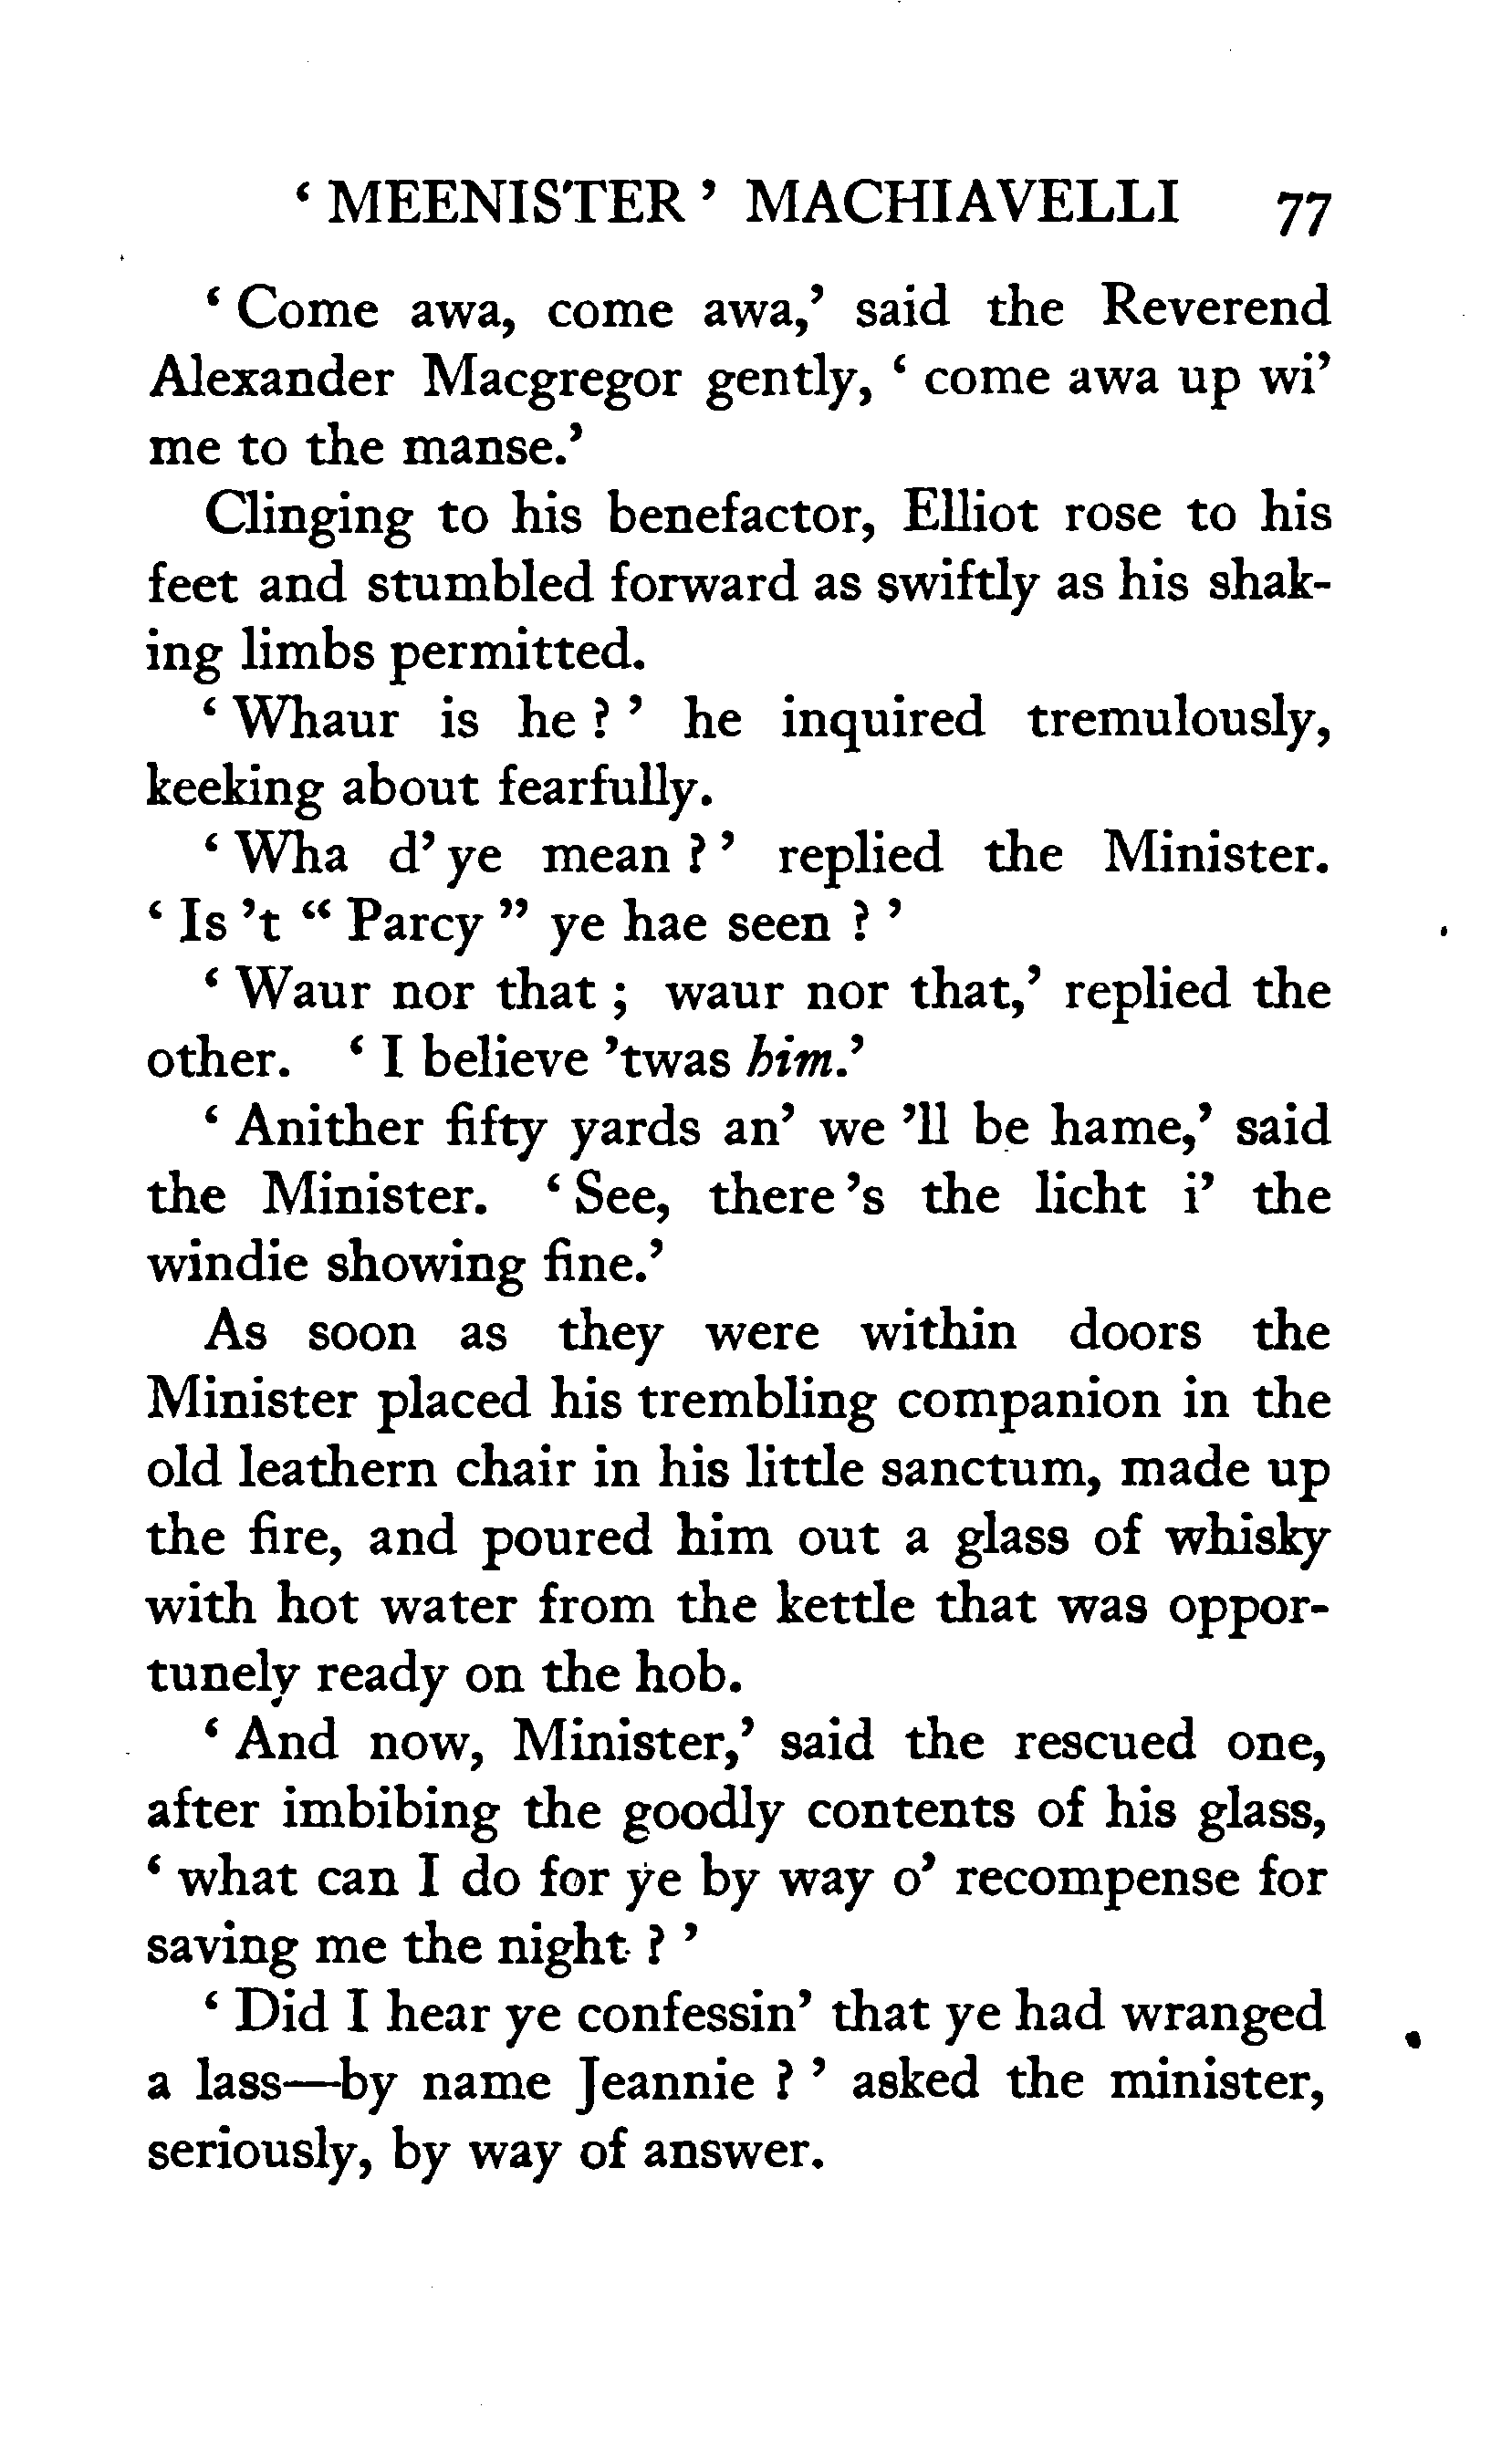 ‘ MEENISTER ’ MACHIAVELLI 77
‘ Come awa, come awa,’ said the Reverend
Alexander Macgregor gently, ‘ come awa up wi’
me to the manse.’
Clinging to his benefactor, Elliot rose to his
feet and stumbled forward as swiftly as his shak-
ing limbs permitted.
‘ Whaur is he ? ’ he inquired tremulously,
keeking about fearfully.
‘ Wha d’ ye mean ? ’ replied the Minister.
‘ Is ’t “ Parcy ” ye hae seen ? ’
‘ Waur nor that ; waur nor that,’ replied the
other. ‘ I believe ’twas him.’
‘ Anither fifty yards an’ we ’ll be hame,’ said
the Minister. ‘ See, there ’s the licht i’ the
windie showing fine.’
As soon as they were within doors the
Minister placed his trembling companion in the
old leathern chair in his little sanctum, made up
the fire, and poured him out a glass of whisky
with hot water from the kettle that was oppor-
tunely ready on the hob.
‘ And now, Minister,’ said the rescued one,
after imbibing the goodly contents of his glass,
‘ what can I do for ye by way o’ recompense for
saving me the night ? ’
‘ Did I hear ye confessin’ that ye had wranged
a lass—by name Jeannie ? ’ asked the minister,
seriously, by way of answer.